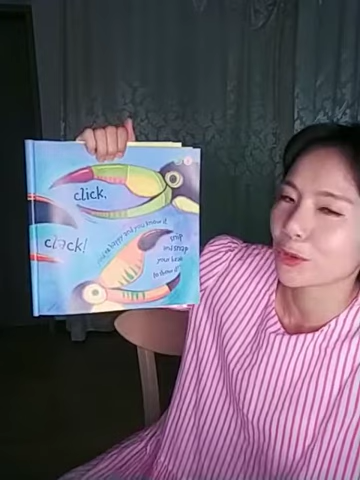 click,
clack!
you're happy and you know it,
snip
and snap
your beak
to show it